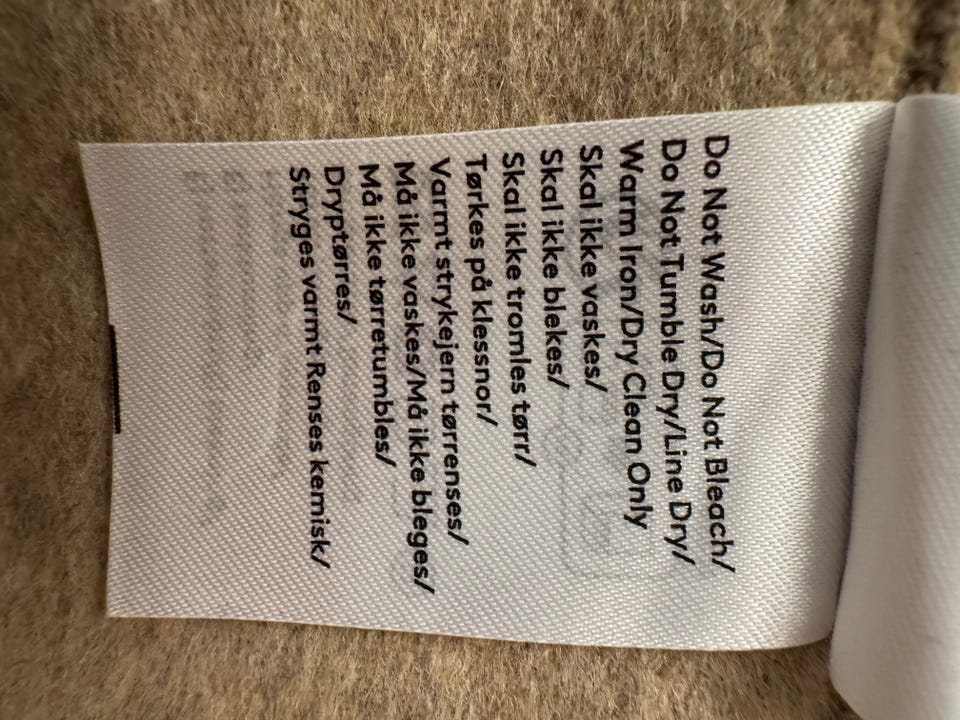 Do Not Wash/Do Not Bleach/
Do Not Tumble Dry/Line Dry/
Warm Iron/Dry Clean Only
Skal ikke vaskes/
Skal ikke blekes/
Skal ikke tromles tørr/
Tørkes på klessnor/
Varmt strykejern tørrenses/
Må ikke vaskes/Må ikke bleges/
Må ikke tørretumbles/
Dryptørres/
Stryges varmt Renses kemisk/